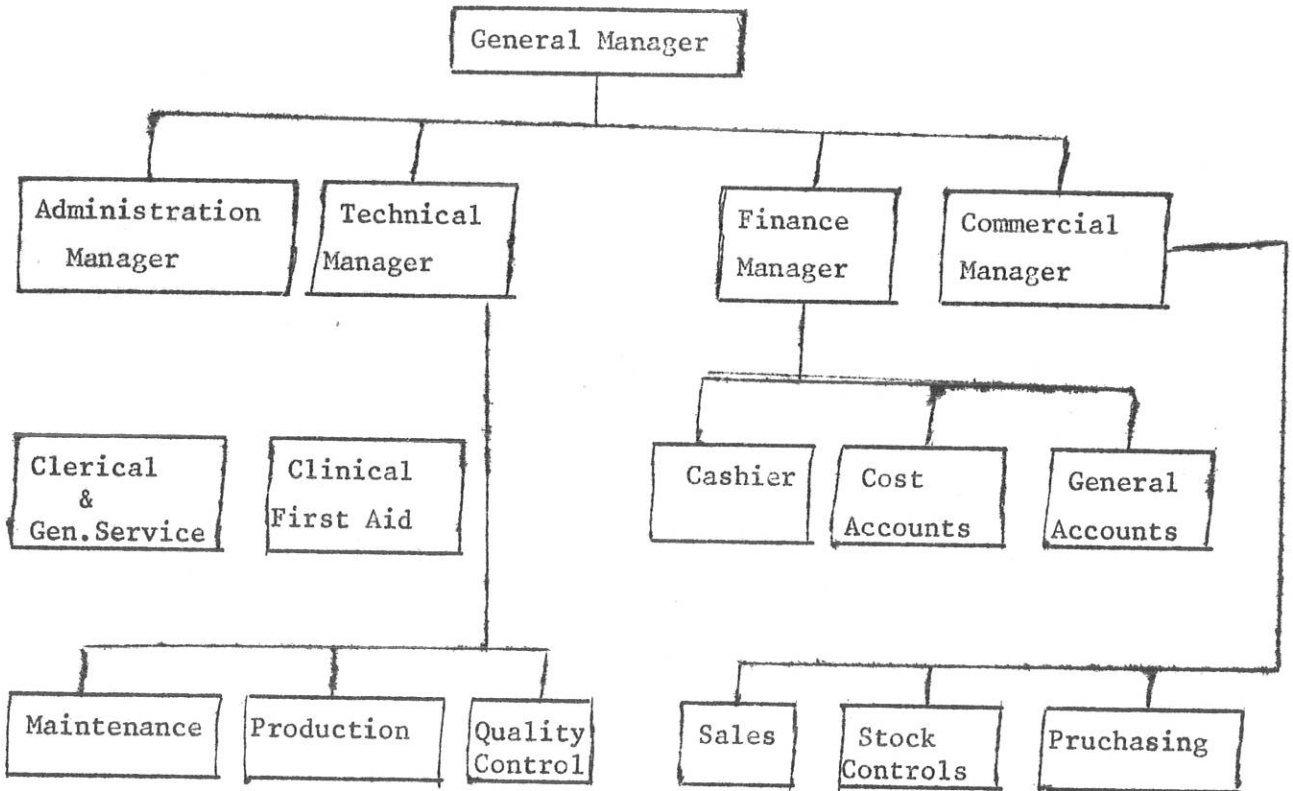 General Manager
Administration
Manager
Technical
Manager
Finance
Manager
Commercial
Manager
Clerical
&
Gen.Service
Clinical
First Aid
Cashier
Cost
Accounts
General
Accounts
Maintenance
Production
Quality
Control
Sales
Stock
Controls
Pruchasing